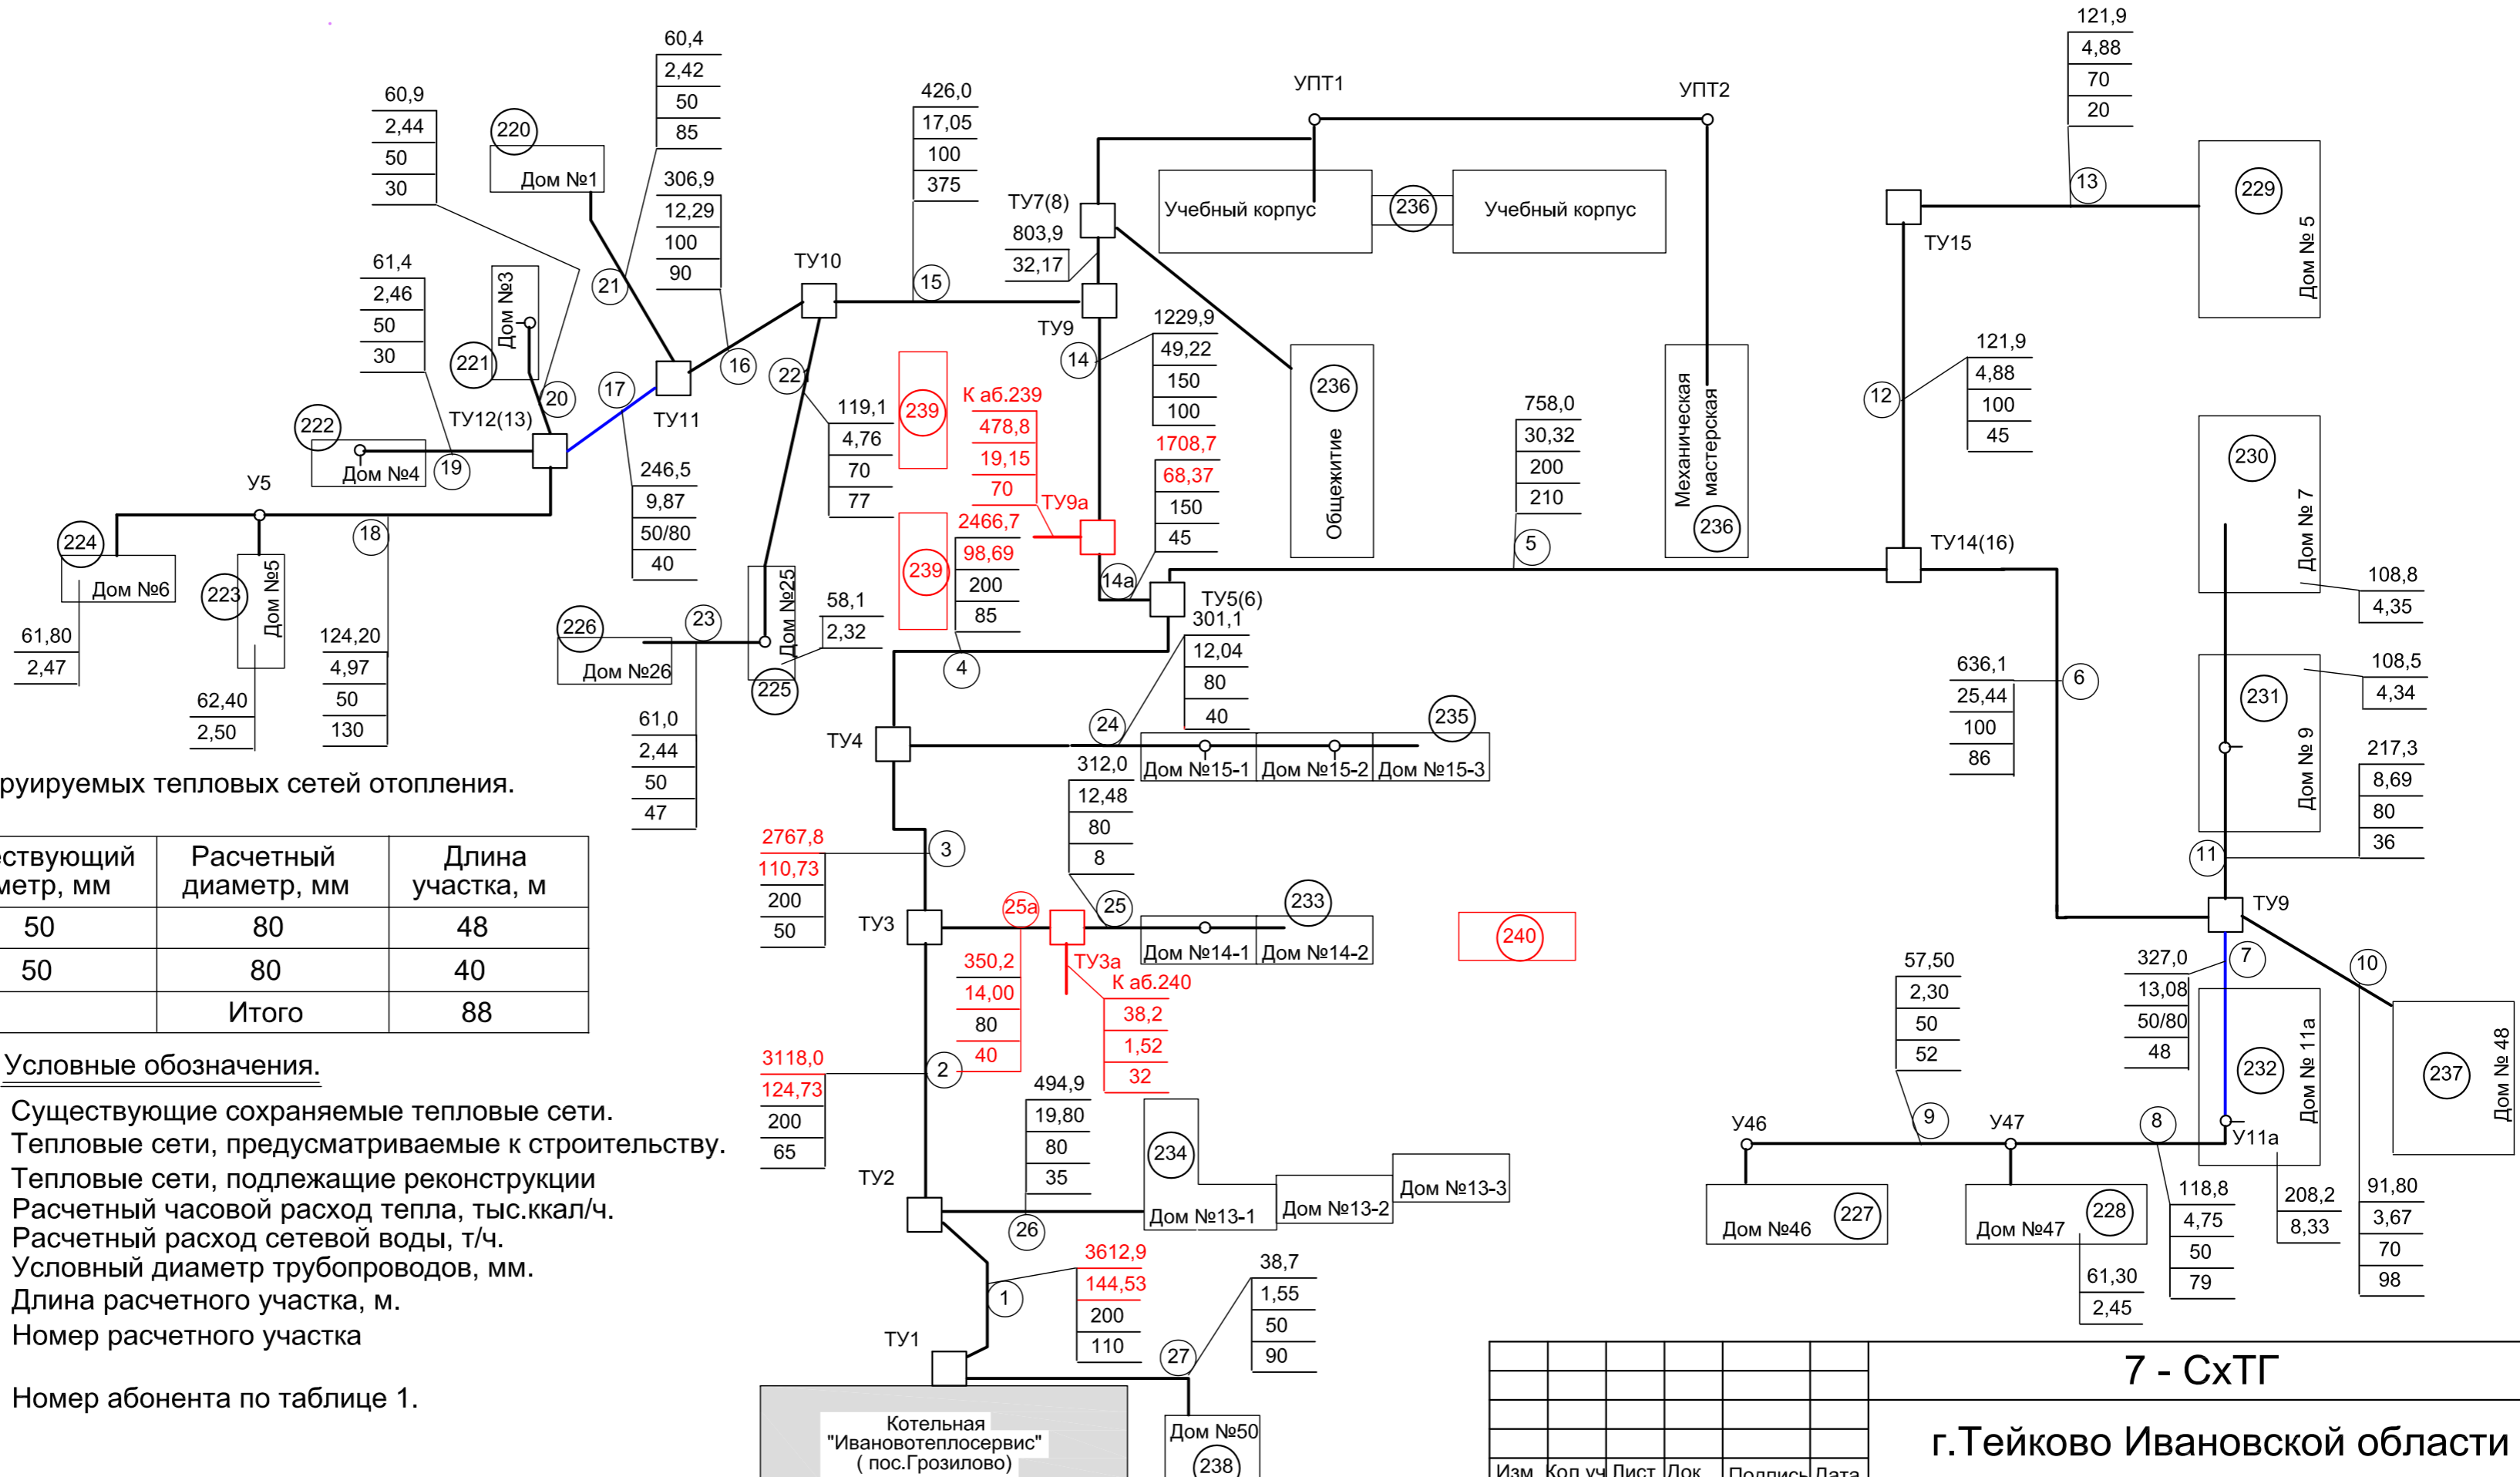 60,4
2,42
50
85
60,9
2,44
50
30
220
Дом №1
306,9
12,29
100
90
426,0
17,05
100
375
УПТ1
УПТ2
121,9
4,88
70
20
13
229
Дом № 5
ТУ7(8)
803,9
32,17
Учебный корпус
236
Учебный корпус
ТУ15
61,4
2,46
50
30
21
Дом №3
221
ТУ10
15
ТУ9
14
1229,9
49,22
150
100
16
17
20
ТУ11
ТУ12(13)
222
Дом №4
19
22
119,1
4,76
70
77
239
К аб.239
478,8
19,15
70
ТУ9а
1708,7
68,37
150
45
236
Общежитие
758,0
30,32
200
210
5
Механическая
мастерская
236
12
121,9
4,88
100
45
230
Дом № 7
108,8
4,35
У5
224
Дом №6
61,80
2,47
223
Дом №5
62,40
2,50
18
124,20
4,97
50
130
246,5
9,87
50/80
40
239
2466,7
98,69
200
85
14а
ТУ5(6)
ТУ14(16)
226
Дом №26
23
Дом №25
225
58,1
2,32
61,0
2,44
50
47
4
301,1
12,04
80
40
ТУ4
24
235
Дом №15-1
Дом №15-2
Дом №15-3
636,1
25,44
100
86
6
231
Дом № 9
108,5
4,34
217,3
8,69
80
36
11
руируемых тепловых сетей отопления.
ествующий
метр, мм
Расчетный
диаметр, мм
Длина
участка, м
50
80
48
50
80
40
Итого
88
2767,8
110,73
200
50
3
312,0
12,48
80
8
ТУ3
25а
25
233
Дом №14-1
Дом №14-2
240
ТУ9
350,2
14,00
80
40
ТУ3а
К аб.240
38,2
1,52
32
57,50
2,30
50
52
327,0
13,08
50/80
48
7
10
232
Дом № 11а
237
Дом № 48
3118,0
124,73
200
65
2
494,9
19,80
80
35
ТУ2
234
Дом №13-1
Дом №13-2
Дом №13-3
26
У46
9
У47
8
У11а
Дом №46
227
Дом №47
228
61,30
2,45
118,8
4,75
50
79
208,2
8,33
91,80
3,67
70
98
Условные обозначения.
Существующие сохраняемые тепловые сети.
Тепловые сети, предусматриваемые к строительству.
Тепловые сети, подлежащие реконструкции
Расчетный часовой расход тепла, тыс.ккал/ч.
Расчетный расход сетевой воды, т/ч.
Условный диаметр трубопроводов, мм.
Длина расчетного участка, м.
Номер расчетного участка
Номер абонента по таблице 1.
1
3612,9
144,53
200
110
ТУ1
27
38,7
1,55
50
90
Котельная
"Ивановотеплосервис"
( пос.Грозилово)
Дом №50
238
7 - СхТГ
г.Тейково Ивановской области
Изм. Кол.уч Лист Док. Подпись Дата